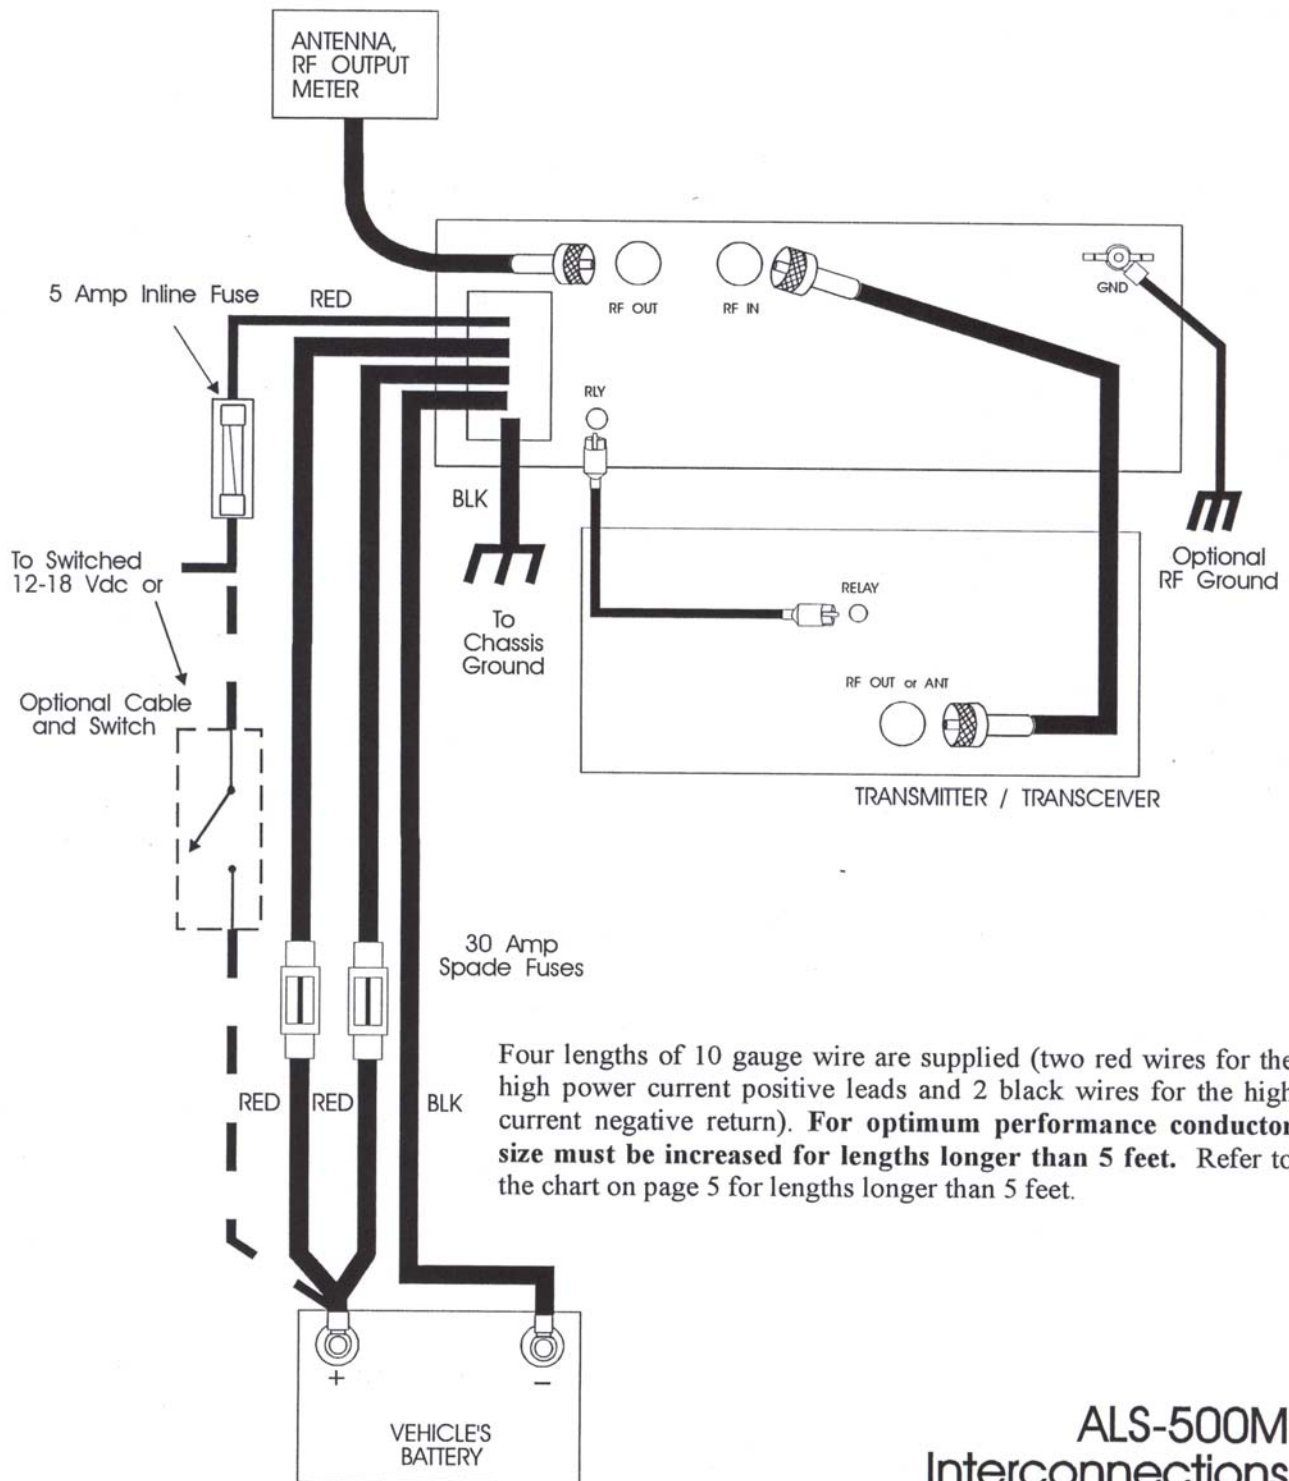 ANTENNA,
RF OUTPUT
METER
5 Amp Inline Fuse
RED
RF OUT
RF IN
GND
RLY
BLK
To Switched
12-18 Vdc or
To
Chassis
Ground
Optional
RF Ground
RELAY
Optional Cable
and Switch
RF OUT or ANT
TRANSMITTER / TRANSCEIVER
30 Amp
Spade Fuses
RED
RED
BLK
Four lengths of 10 gauge wire are supplied (two red wires for the
high power current positive leads and 2 black wires for the high
current negative return). For optimum performance conductor
size must be increased for lengths longer than 5 feet. Refer to
the chart on page 5 for lengths longer than 5 feet.
+
−
VEHICLE'S
BATTERY
ALS-500M
Interconnections